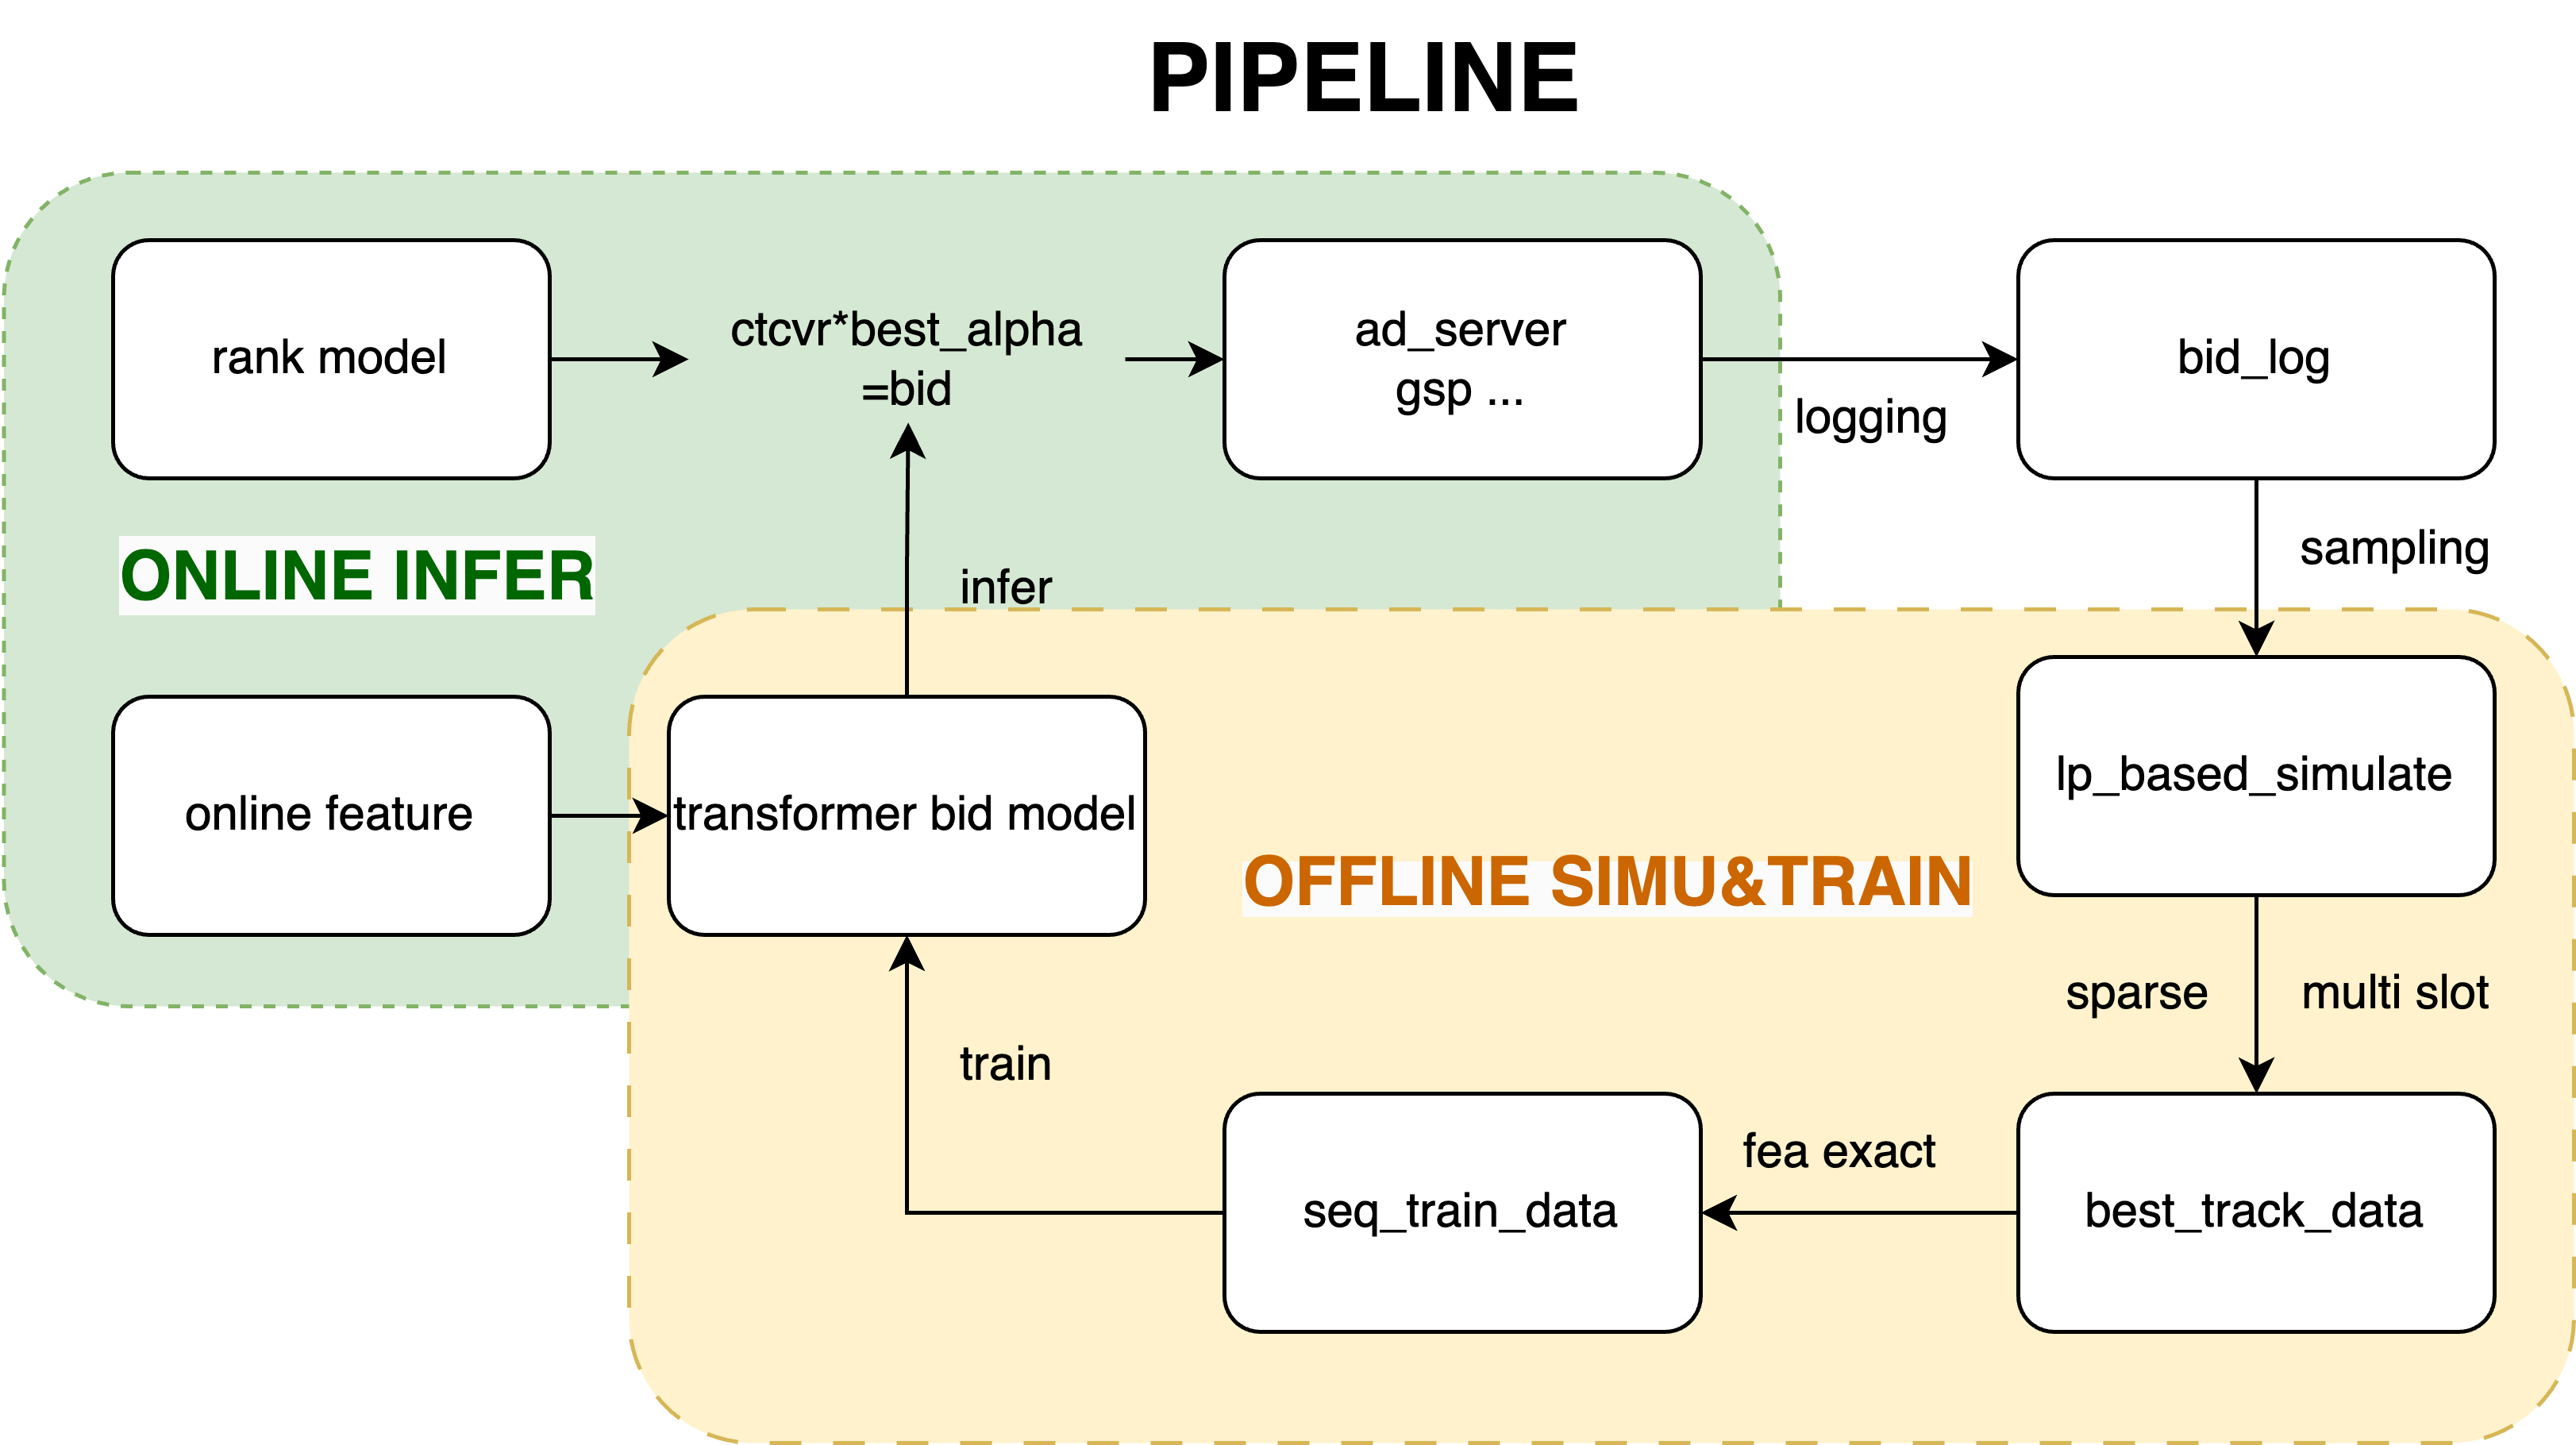 PIPELINE
rank model
ctcvr*best_alpha
=bid
ad_server
gsp ...
logging
bid_log
sampling
ONLINE INFER
infer
online feature
transformer bid model
OFFLINE SIMU&TRAIN
lp_based_simulate
sparse
multi slot
train
seq_train_data
fea exact
best_track_data